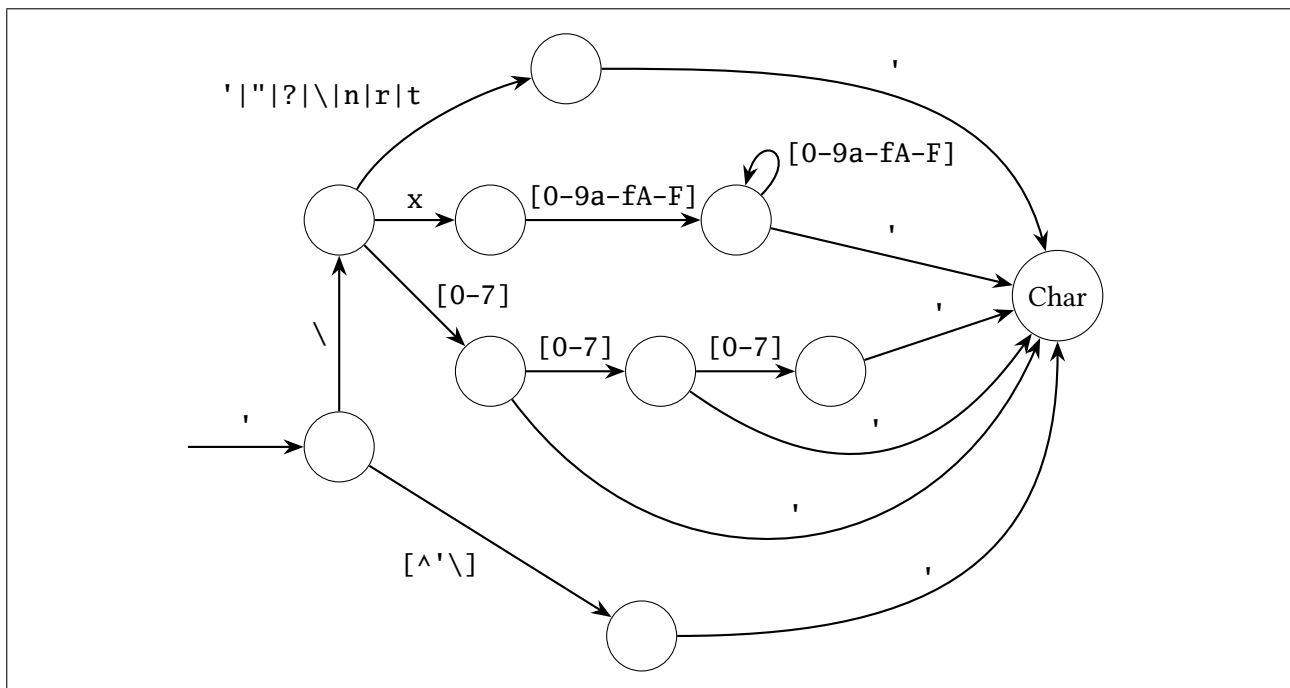 '
'|"|?|\|n|r|t
[0-9a-fA-F]
x
[0-9a-fA-F]
'
[0-7]
Char
'
\
[0-7]
[0-7]
'
'
'
[^'\]
'